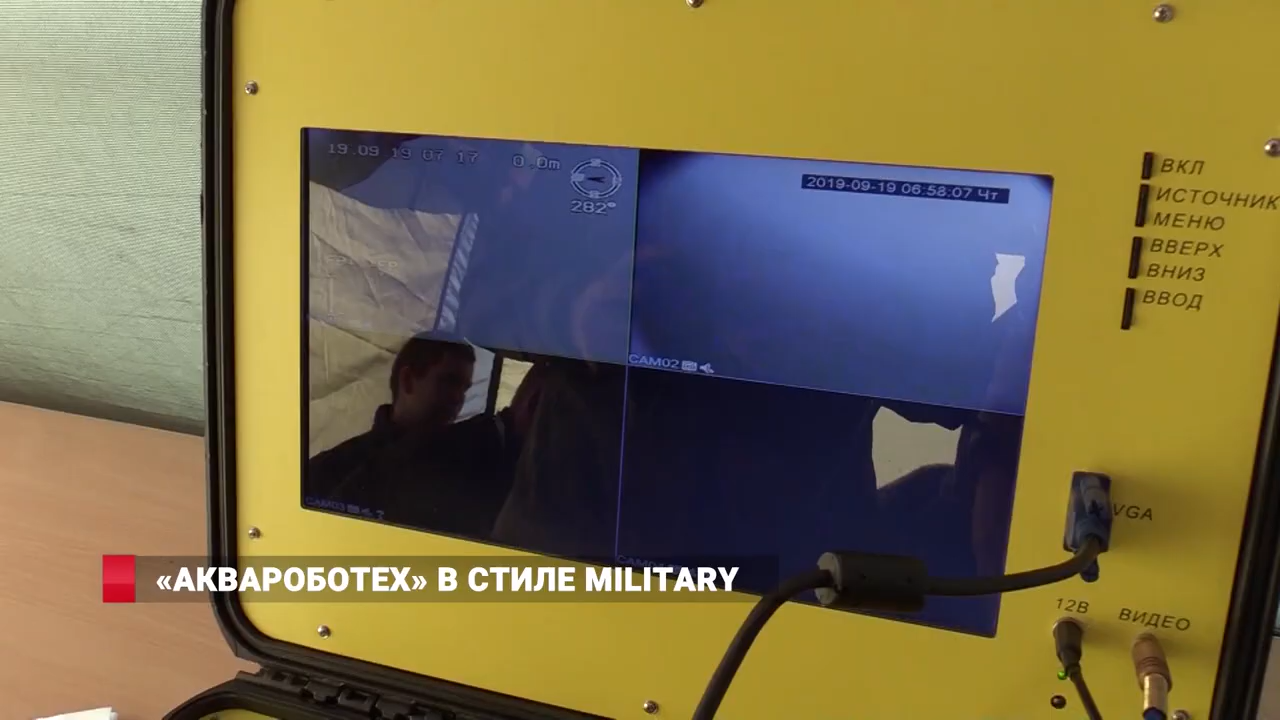 19.09 19 07 17 0.0m
282°
2019-09-19 06:58:07 Чт
CAM02
CAM03
ВКЛ
ИСТОЧНИК
МЕНЮ
ВВЕРХ
ВНИЗ
ВВОД
VGA
12В
ВИДЕО
«АКВАРОБОТЕХ» В СТИЛЕ MILITARY